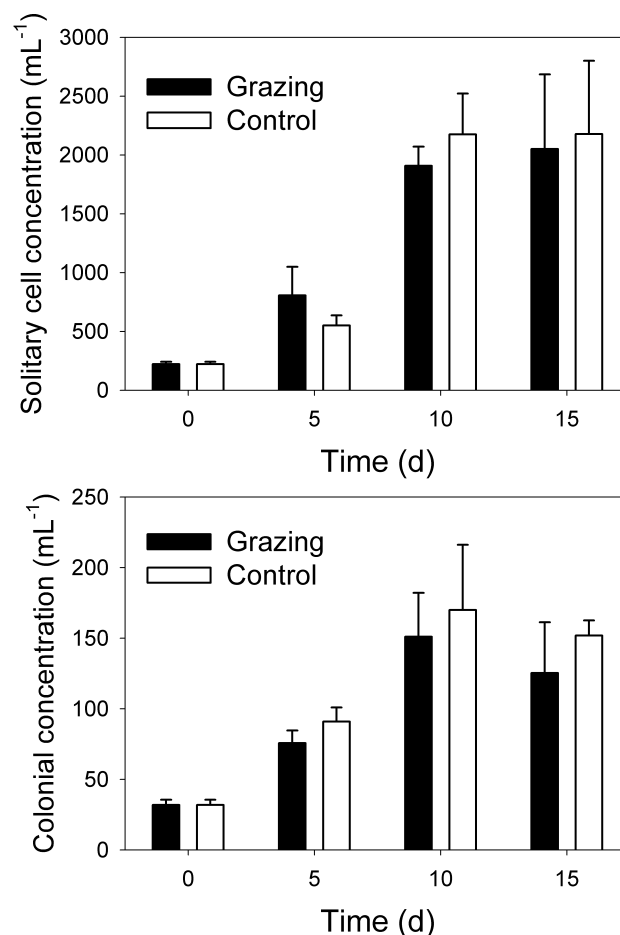 Solitary cell concentration (mL⁻¹)
3000
2500
2000
1500
1000
500
0
Grazing
Control
0 5 10 15
Time (d)
Colonial concentration (mL⁻¹)
250
200
150
100
50
0
Grazing
Control
0 5 10 15
Time (d)